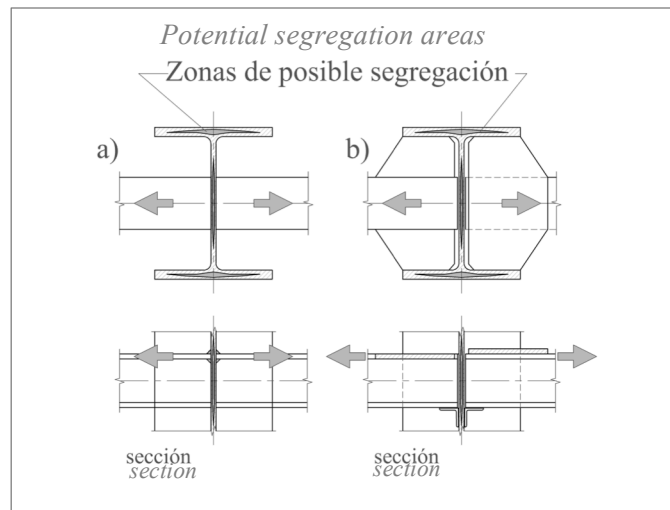 Potential segregation areas
Zonas de posible segregación
a)
b)
sección
section
sección
section